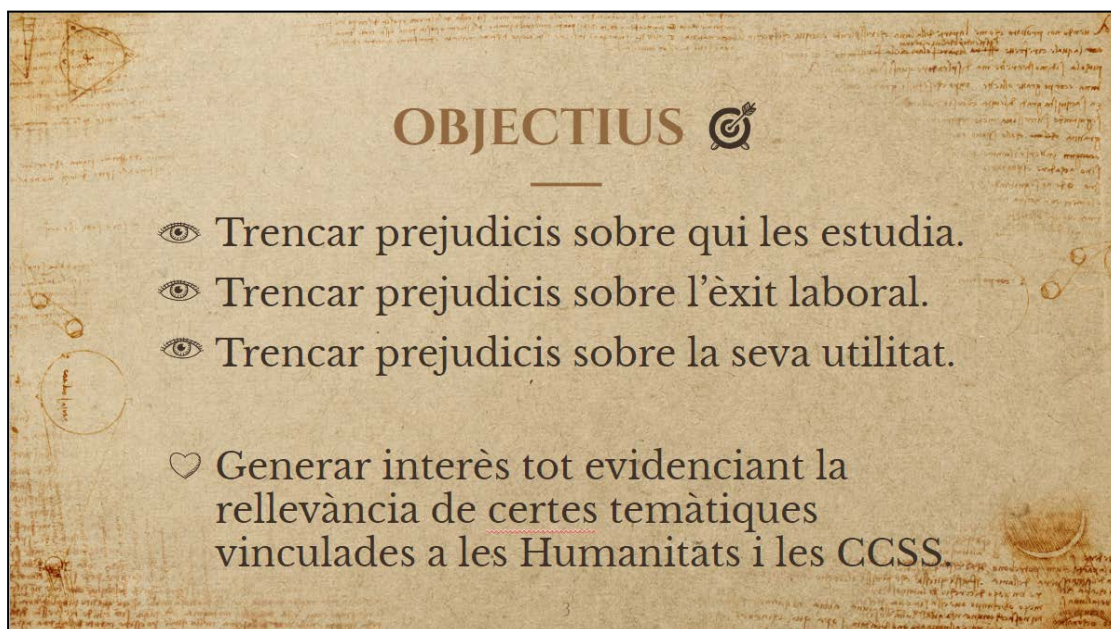 OBJECTIUS
Trencar prejudicis sobre qui les estudia.
Trencar prejudicis sobre l’èxit laboral.
Trencar prejudicis sobre la seva utilitat.
Generar interès tot evidenciant la
rellevància de certes temàtiques
vinculades a les Humanitats i les CCSS.
3